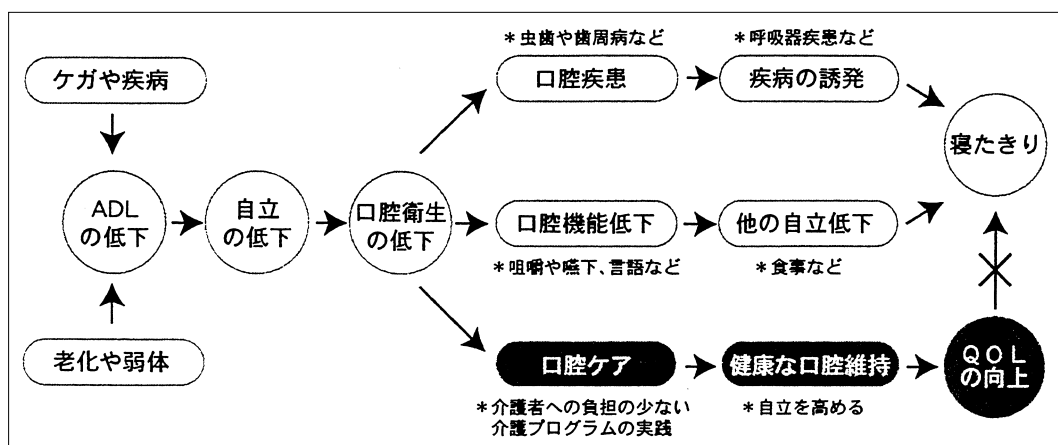 ケガや疾病
老化や弱体
ADL
の低下
自立
の低下
口腔衛生
の低下
＊虫歯や歯周病など
口腔疾患
＊呼吸器疾患など
疾病の誘発
寝たきり
口腔機能低下
＊咀嚼や嚥下、言語など
他の自立低下
＊食事など
口腔ケア
＊介護者への負担の少ない
介護プログラムの実践
健康な口腔維持
＊自立を高める
QOL
の向上